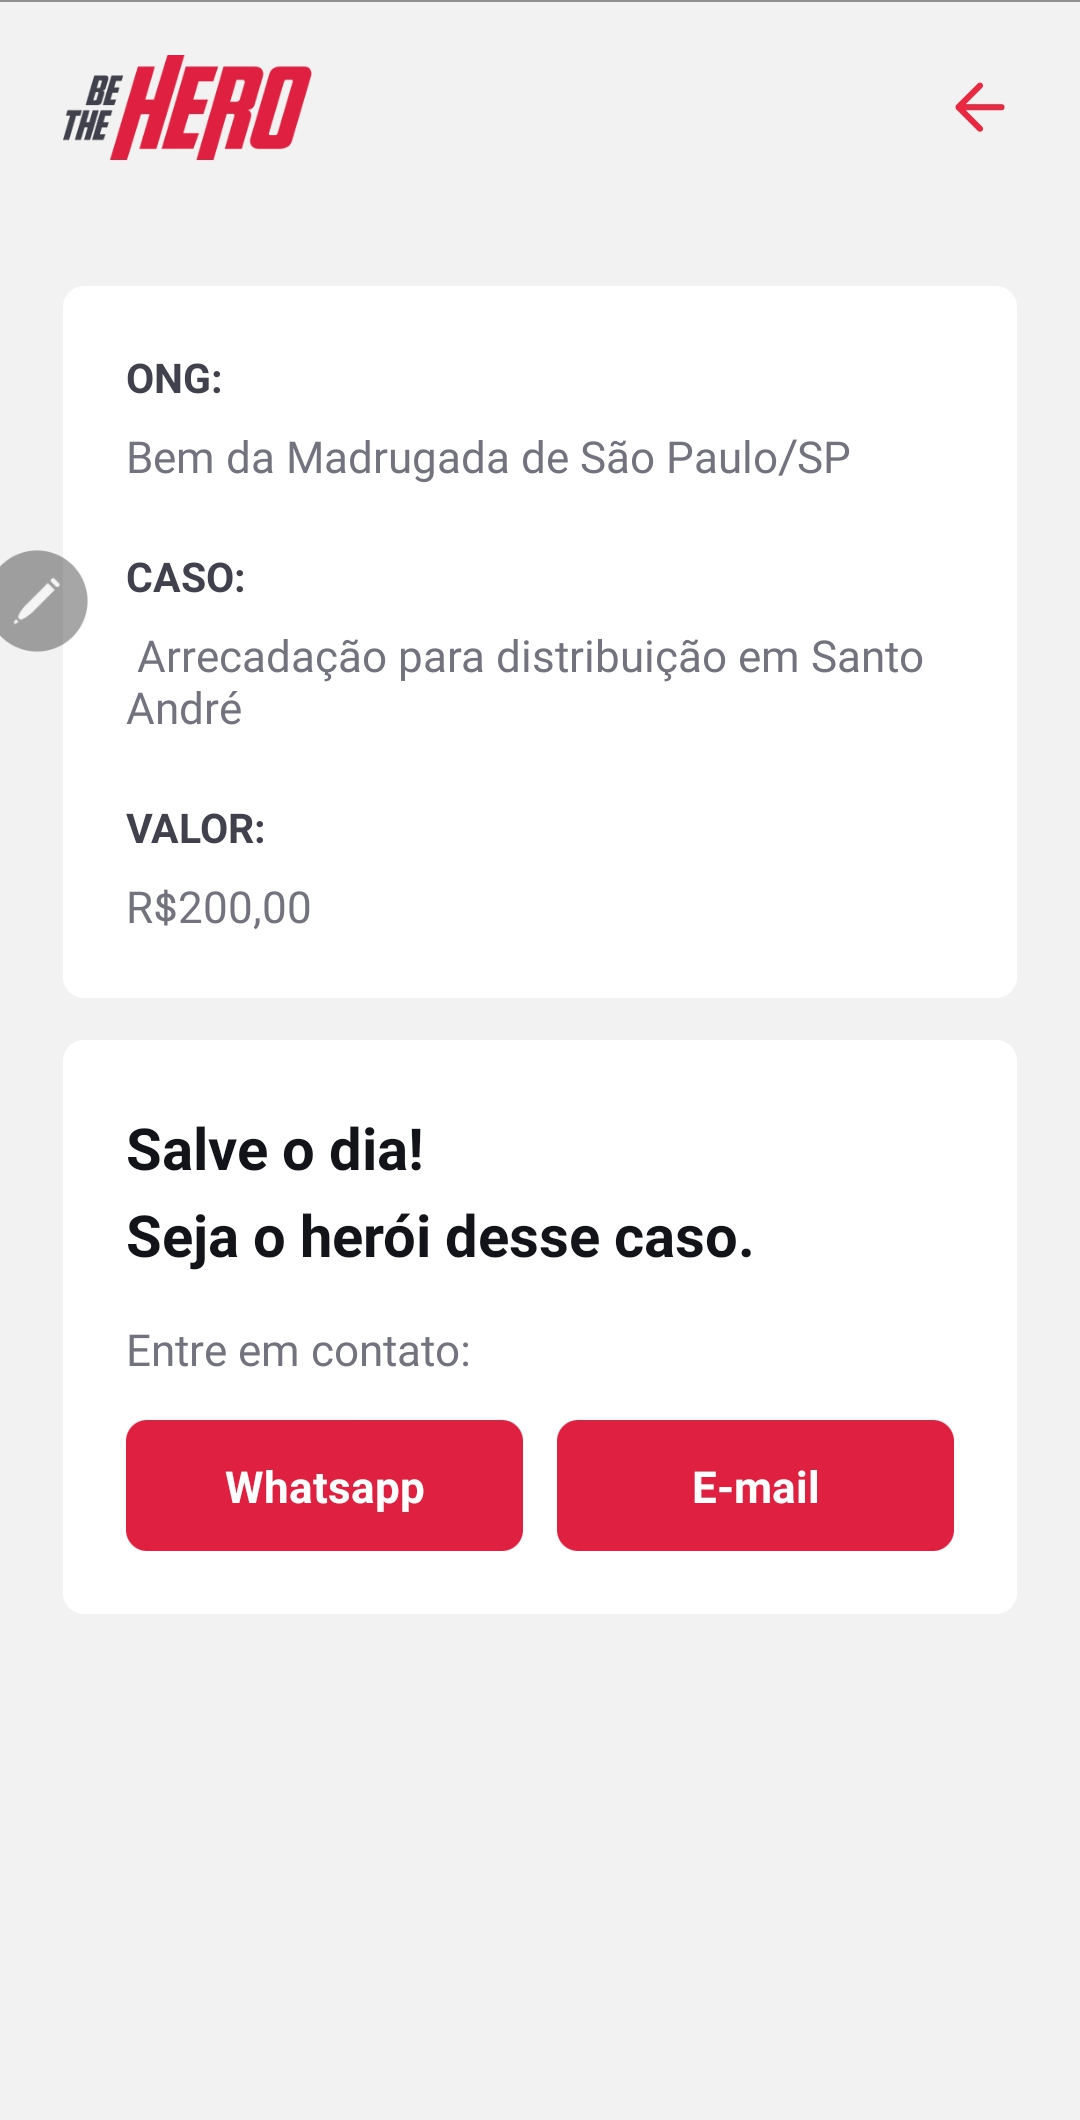 BE
THE HERO
ONG:
Bem da Madrugada de São Paulo/SP
CASO:
Arrecadação para distribuição em Santo
André
VALOR:
R$200,00
Salve o dia!
Seja o herói desse caso.
Entre em contato:
Whatsapp
E-mail